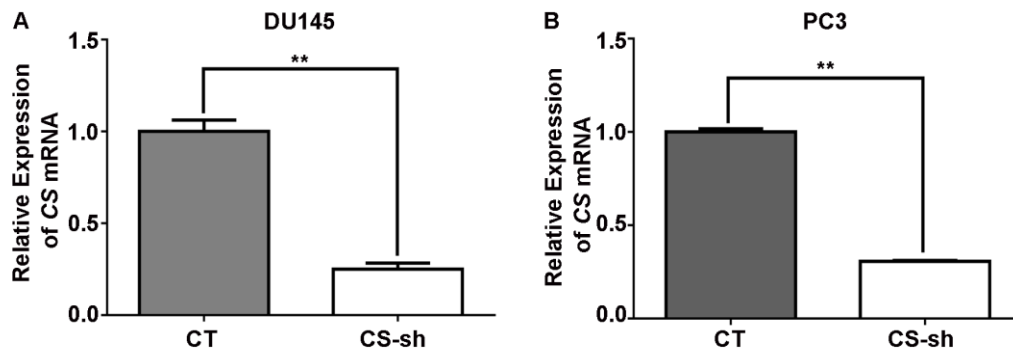 A
DU145
Relative Expression
of CS mRNA
1.5
1.0
0.5
0.0
**
CT
CS-sh
B
PC3
Relative Expression
of CS mRNA
1.5
1.0
0.5
0.0
**
CT
CS-sh